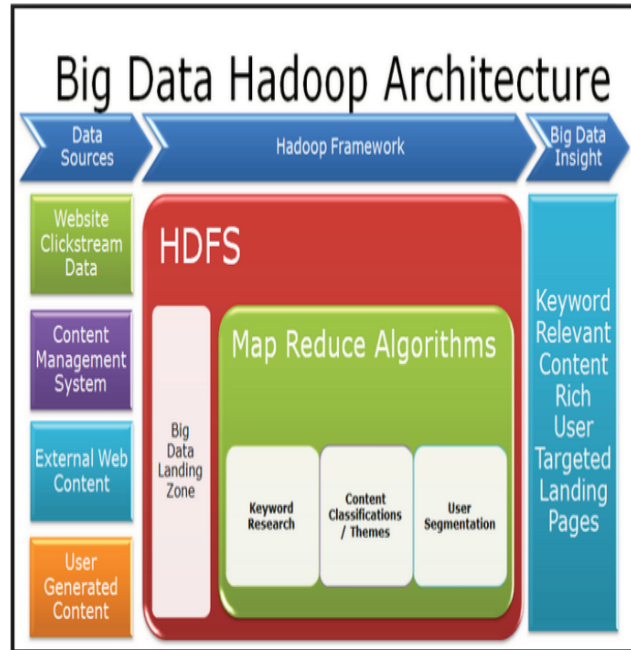 Big Data Hadoop Architecture
Data
Sources
Hadoop Framework
Big Data
Insight
Website
Clickstream
Data
Content
Management
System
External Web
Content
User
Generated
Content
HDFS
Big
Data
Landing
Zone
Map Reduce Algorithms
Keyword
Research
Content
Classifications
/ Themes
User
Segmentation
Keyword
Relevant
Content
Rich
User
Targeted
Landing
Pages